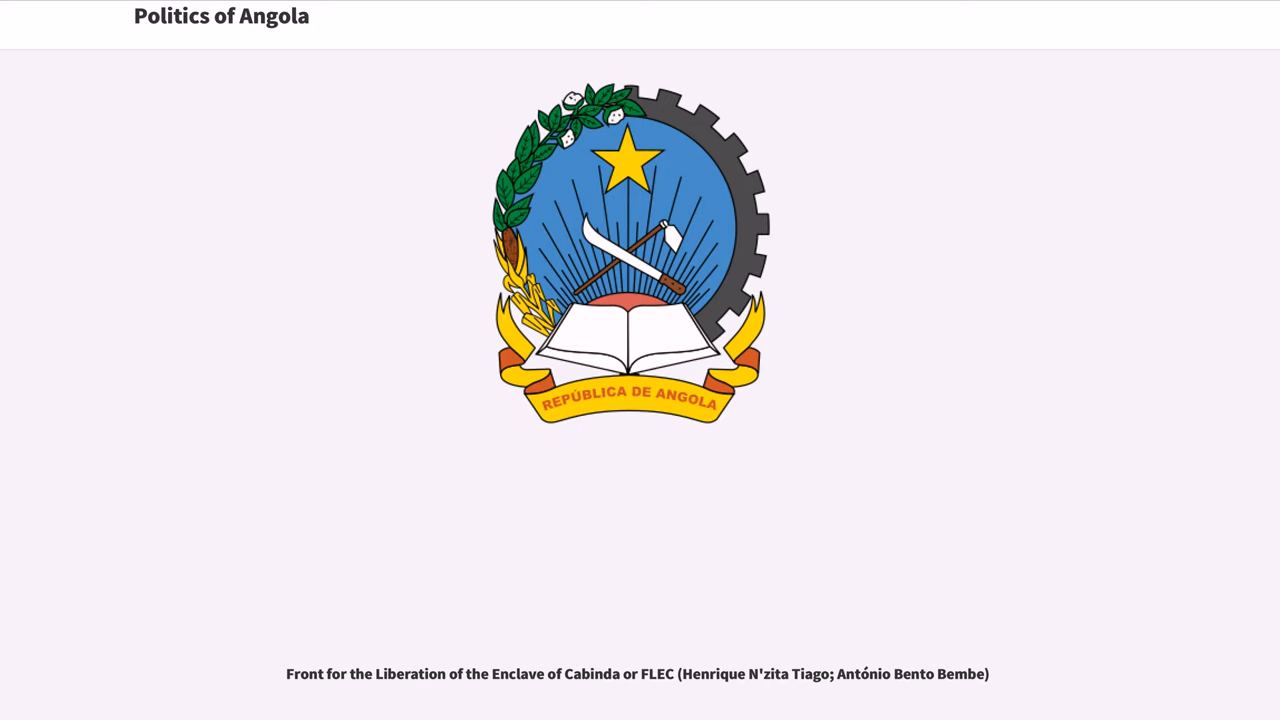 Politics of Angola
REPÚBLICA DE ANGOLA
Front for the Liberation of the Enclave of Cabinda or FLEC (Henrique N'zita Tiago; António Bento Bembe)